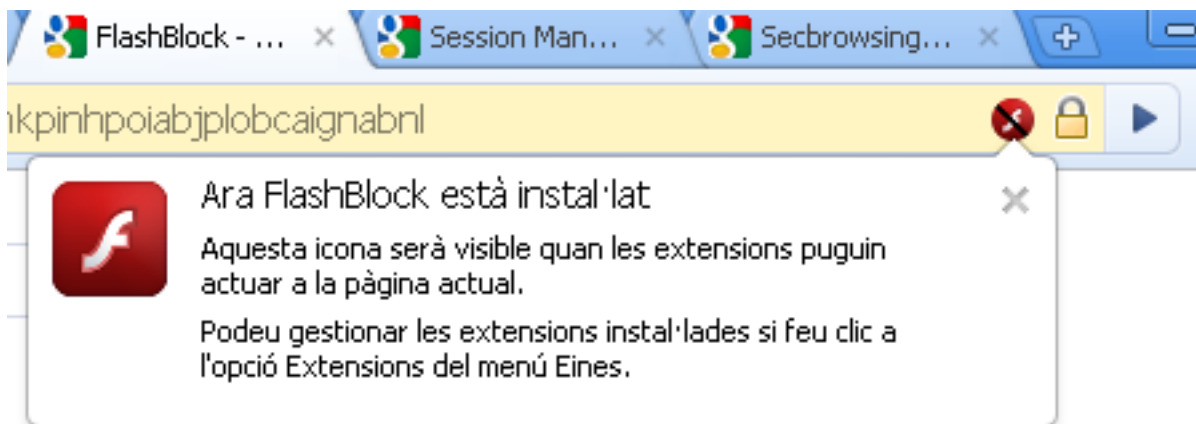 FlashBlock - ... Session Man... Secbrowsing...
kpinhpoiabjplobcaignabnl
Ara FlashBlock està instal·lat
Aquesta icona serà visible quan les extensions puguin
actuar a la pàgina actual.
Podeu gestionar les extensions instal·lades si feu clic a
l'opció Extensions del menú Eines.